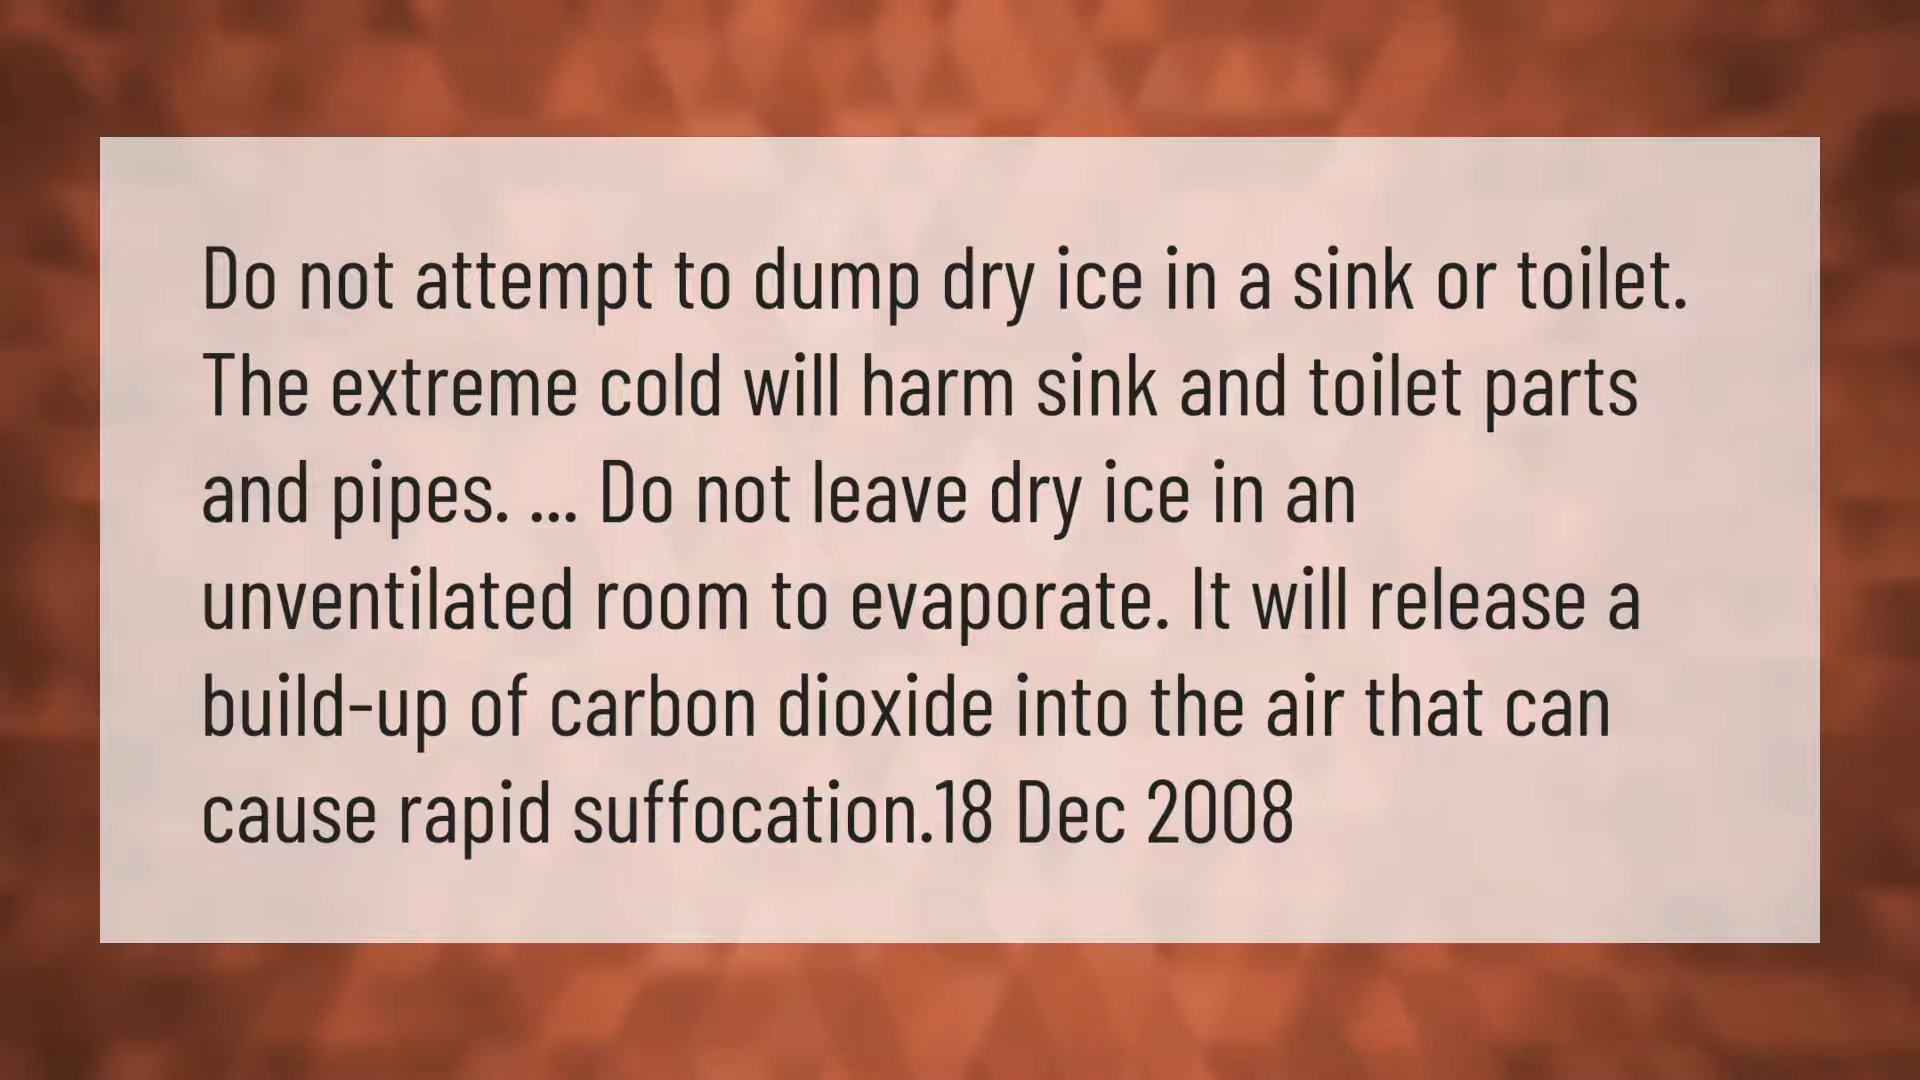 Do not attempt to dump dry ice in a sink or toilet.
The extreme cold will harm sink and toilet parts
and pipes. ... Do not leave dry ice in an
unventilated room to evaporate. It will release a
build-up of carbon dioxide into the air that can
cause rapid suffocation.18 Dec 2008